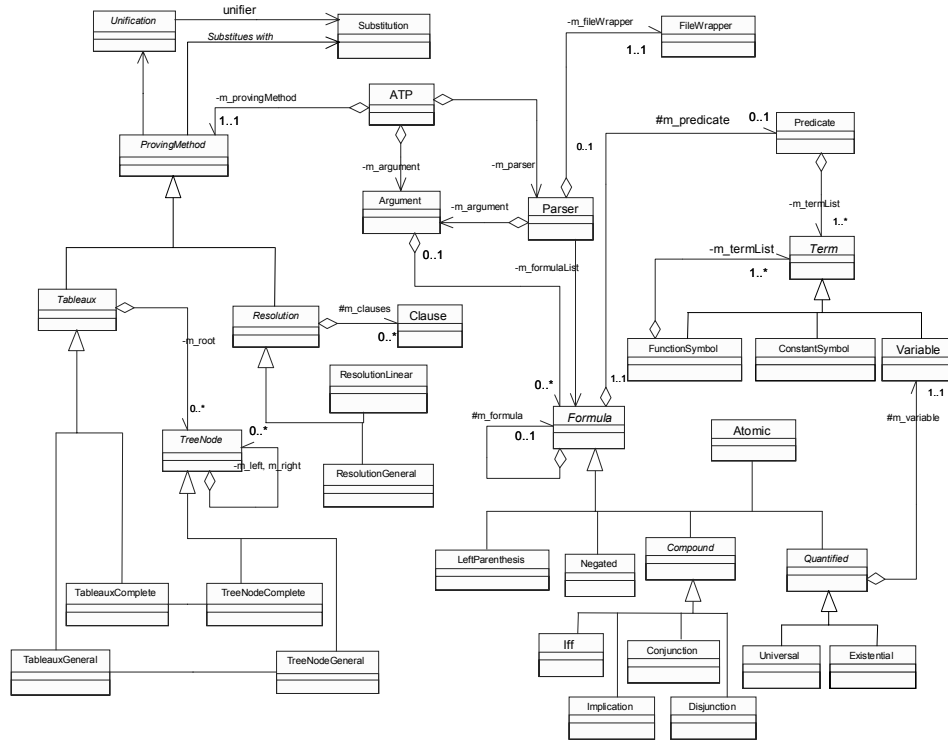 Unification
unifier
Substitution
Substitues with
-m_fileWrapper
FileWrapper
1..1
-m_provingMethod
ATP
1..1
#m_predicate
0..1
Predicate
ProvingMethod
0..1
-m_argument
-m_parser
Argument
-m_argument
Parser
-m_termList
1..*
0..1
-m_formulaList
-m_termList
Term
1..*
Tableaux
Resolution
#m_clauses
Clause
0..*
-m_root
FunctionSymbol
ConstantSymbol
Variable
ResolutionLinear
1..1
1..1
0..*
0..*
0..*
#m_formula
Formula
#m_variable
TreeNode
0..1
Atomic
-m_left, m_right
ResolutionGeneral
LeftParenthesis
Negated
Compound
Quantified
TableauxComplete
TreeNodeComplete
Iff
Conjunction
Universal
Existential
TableauxGeneral
TreeNodeGeneral
Implication
Disjunction